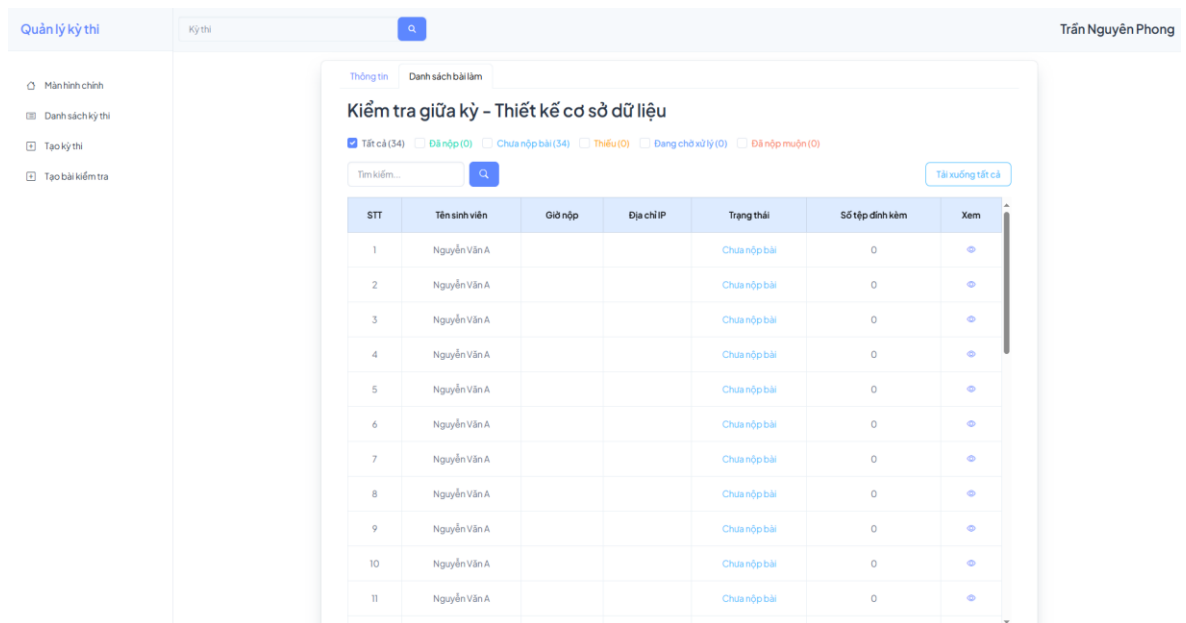 Quản lý kỳ thi
Kỳ thi
Trần Nguyên Phong
Màn hình chính
Danh sách kỳ thi
Tạo kỳ thi
Tạo bài kiểm tra
Thông tin Danh sách bài làm
Kiểm tra giữa kỳ - Thiết kế cơ sở dữ liệu
Tất cả (34) Đã nộp (0) Chưa nộp bài (34) Thiếu (0) Đang chờ xử lý (0) Đã nộp muộn (0)
Tìm kiếm...
Tải xuống tất cả
STT Tên sinh viên Giờ nộp Địa chỉ IP Trạng thái Số tệp đính kèm Xem
1 Nguyễn Văn A Chưa nộp bài 0
2 Nguyễn Văn A Chưa nộp bài 0
3 Nguyễn Văn A Chưa nộp bài 0
4 Nguyễn Văn A Chưa nộp bài 0
5 Nguyễn Văn A Chưa nộp bài 0
6 Nguyễn Văn A Chưa nộp bài 0
7 Nguyễn Văn A Chưa nộp bài 0
8 Nguyễn Văn A Chưa nộp bài 0
9 Nguyễn Văn A Chưa nộp bài 0
10 Nguyễn Văn A Chưa nộp bài 0
11 Nguyễn Văn A Chưa nộp bài 0